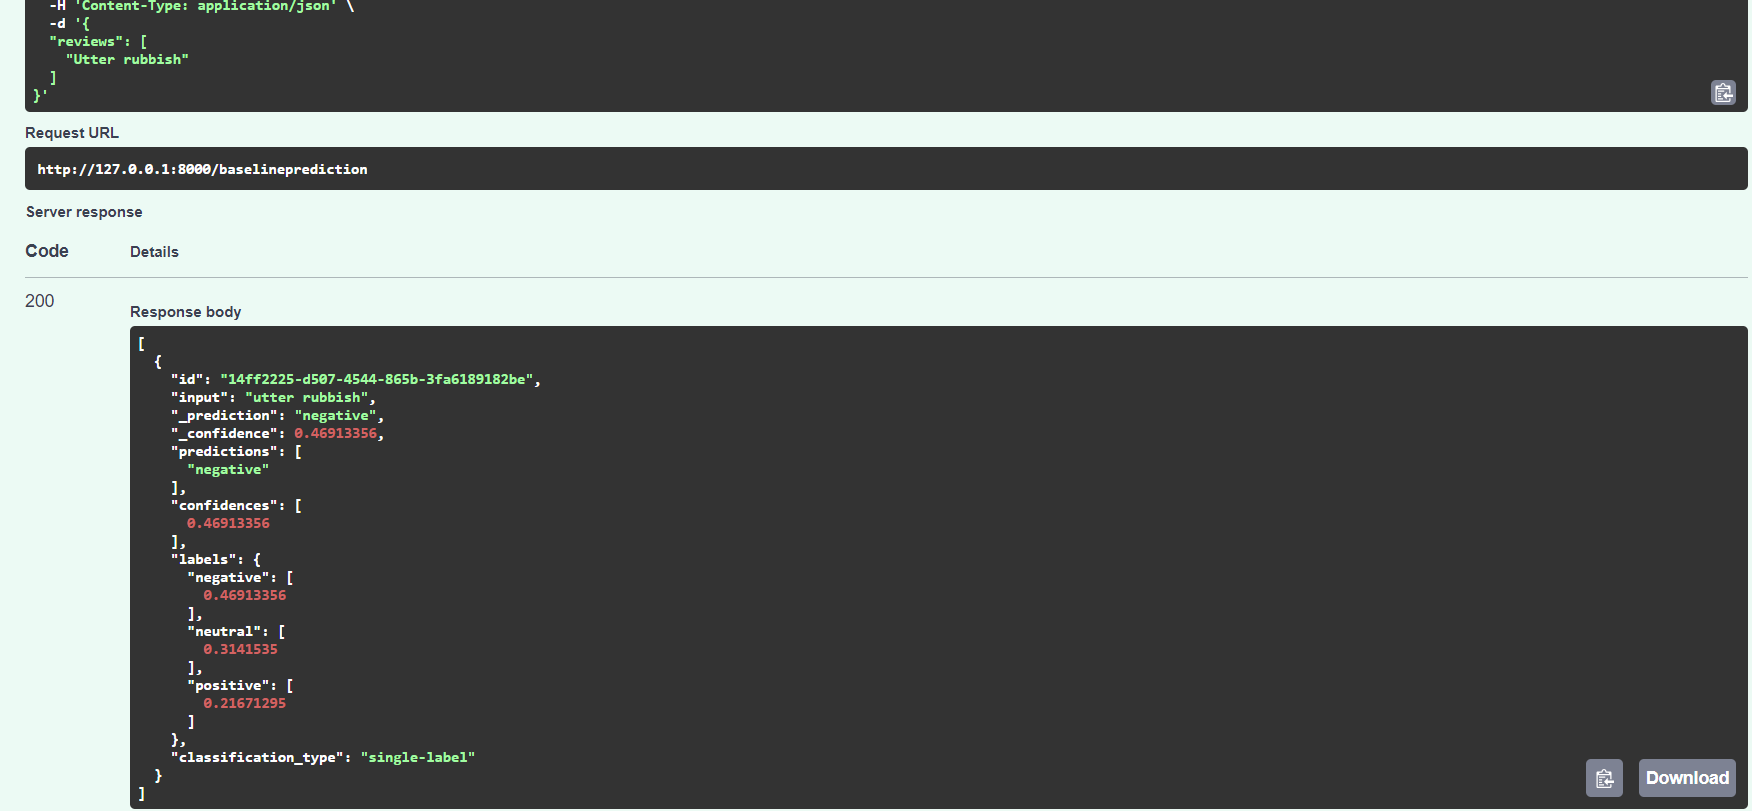 -H 'Content-Type: application/json' \
-d '{
"reviews": [
"Utter rubbish"
]
}'
Request URL
http://127.0.0.1:8000/baselineprediction
Server response
Code Details
200
Response body
[
{
"id": "14ff2225-d507-4544-865b-3fa6189182be",
"input": "utter rubbish",
"_prediction": "negative",
"_confidence": 0.46913356,
"predictions": [
"negative"
],
"confidences": [
0.46913356
],
"labels": {
"negative": [
0.46913356
],
"neutral": [
0.3141535
],
"positive": [
0.21671295
]
},
"classification_type": "single-label"
}
]
Download